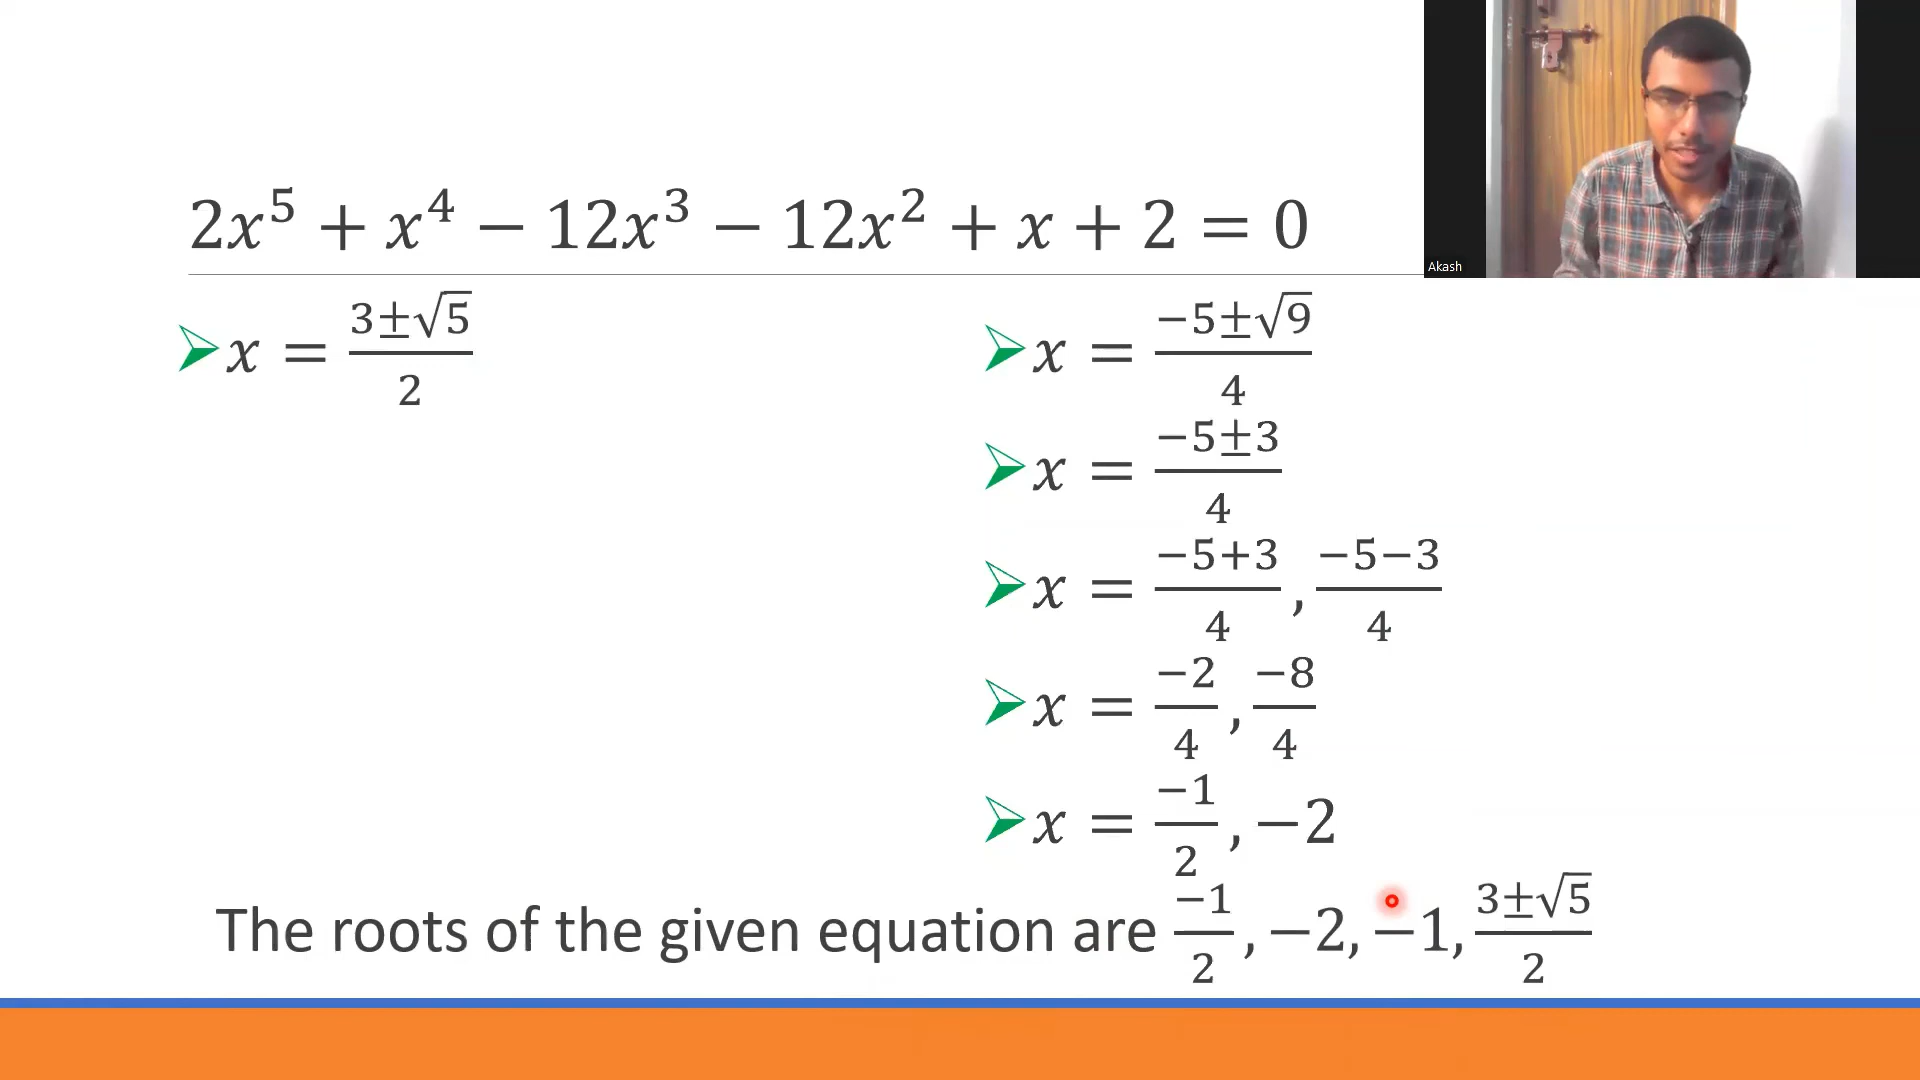 2x⁵ + x⁴ − 12x³ − 12x² + x + 2 = 0
Akash
x = (3±√5)/2
x = (−5±√9)/4
x = (−5±3)/4
x = (−5+3)/4, (−5−3)/4
x = −2/4, −8/4
x = −1/2, −2
The roots of the given equation are −1/2, −2, −1, (3±√5)/2